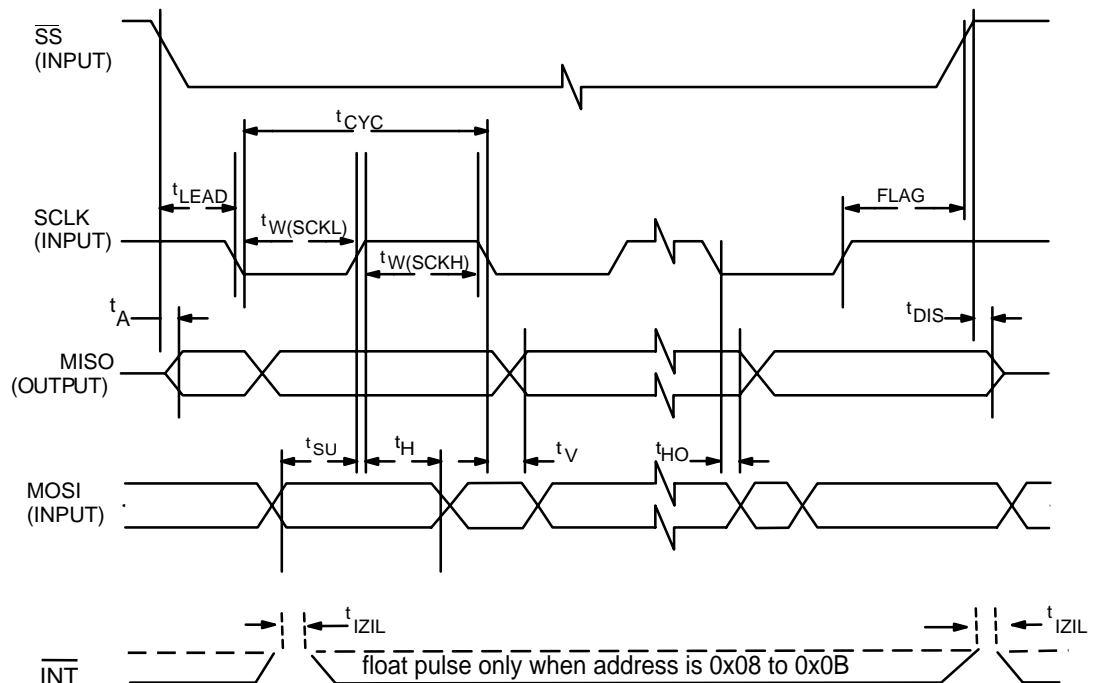 SS
(INPUT)
tCYC
tLEAD
FLAG
SCLK
(INPUT)
tW(SCKL)
tW(SCKH)
tA
tDIS
MISO
(OUTPUT)
tSU
tH
tV
tHO
MOSI
(INPUT)
tIZIL
tIZIL
INT
float pulse only when address is 0x08 to 0x0B